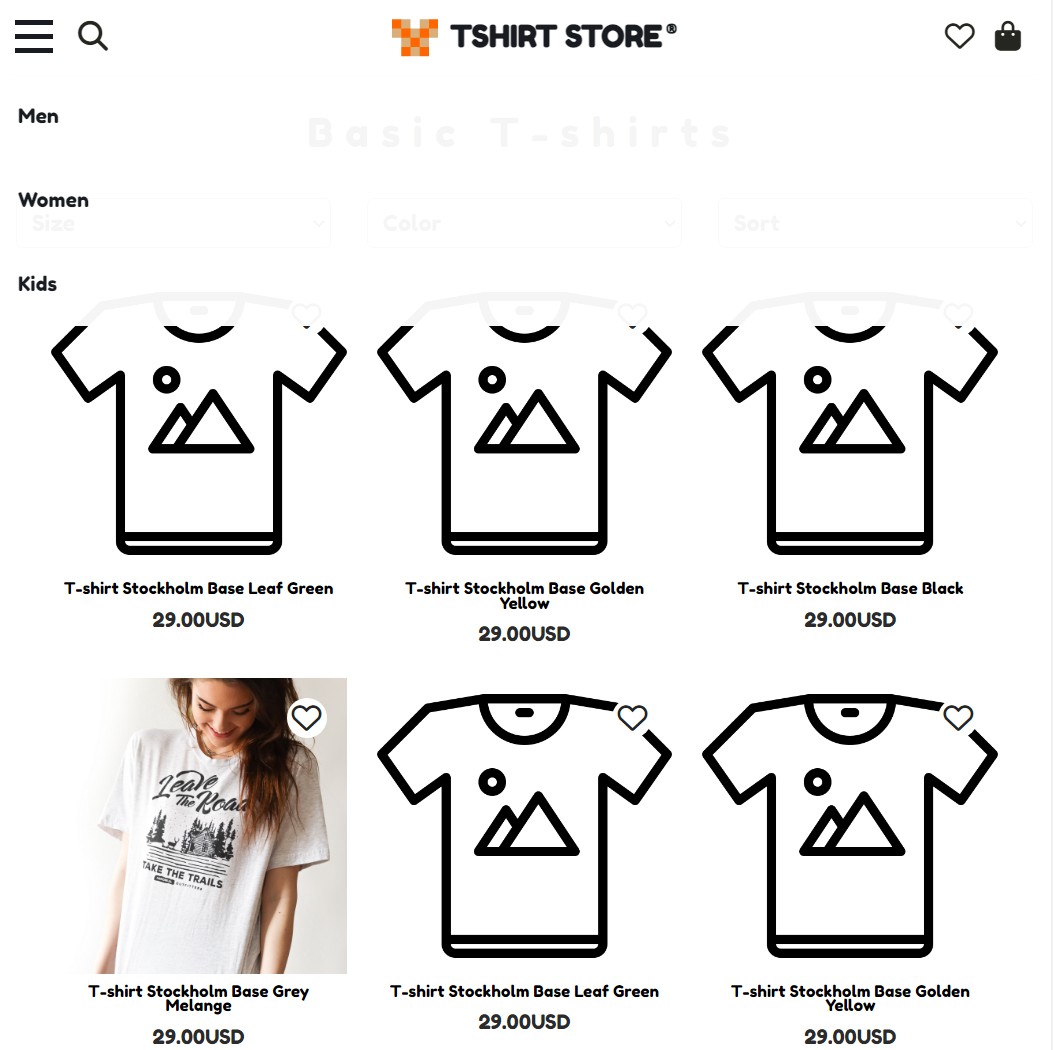 TSHIRT STORE®
Men
Basic T-shirts
Women
Size
Color
Sort
Kids
T-shirt Stockholm Base Leaf Green
29.00USD
T-shirt Stockholm Base Golden
Yellow
29.00USD
T-shirt Stockholm Base Black
29.00USD
Leave
The Road
TAKE THE TRAILS
OUTFITTERS
T-shirt Stockholm Base Grey
Melange
29.00USD
T-shirt Stockholm Base Leaf Green
29.00USD
T-shirt Stockholm Base Golden
Yellow
29.00USD